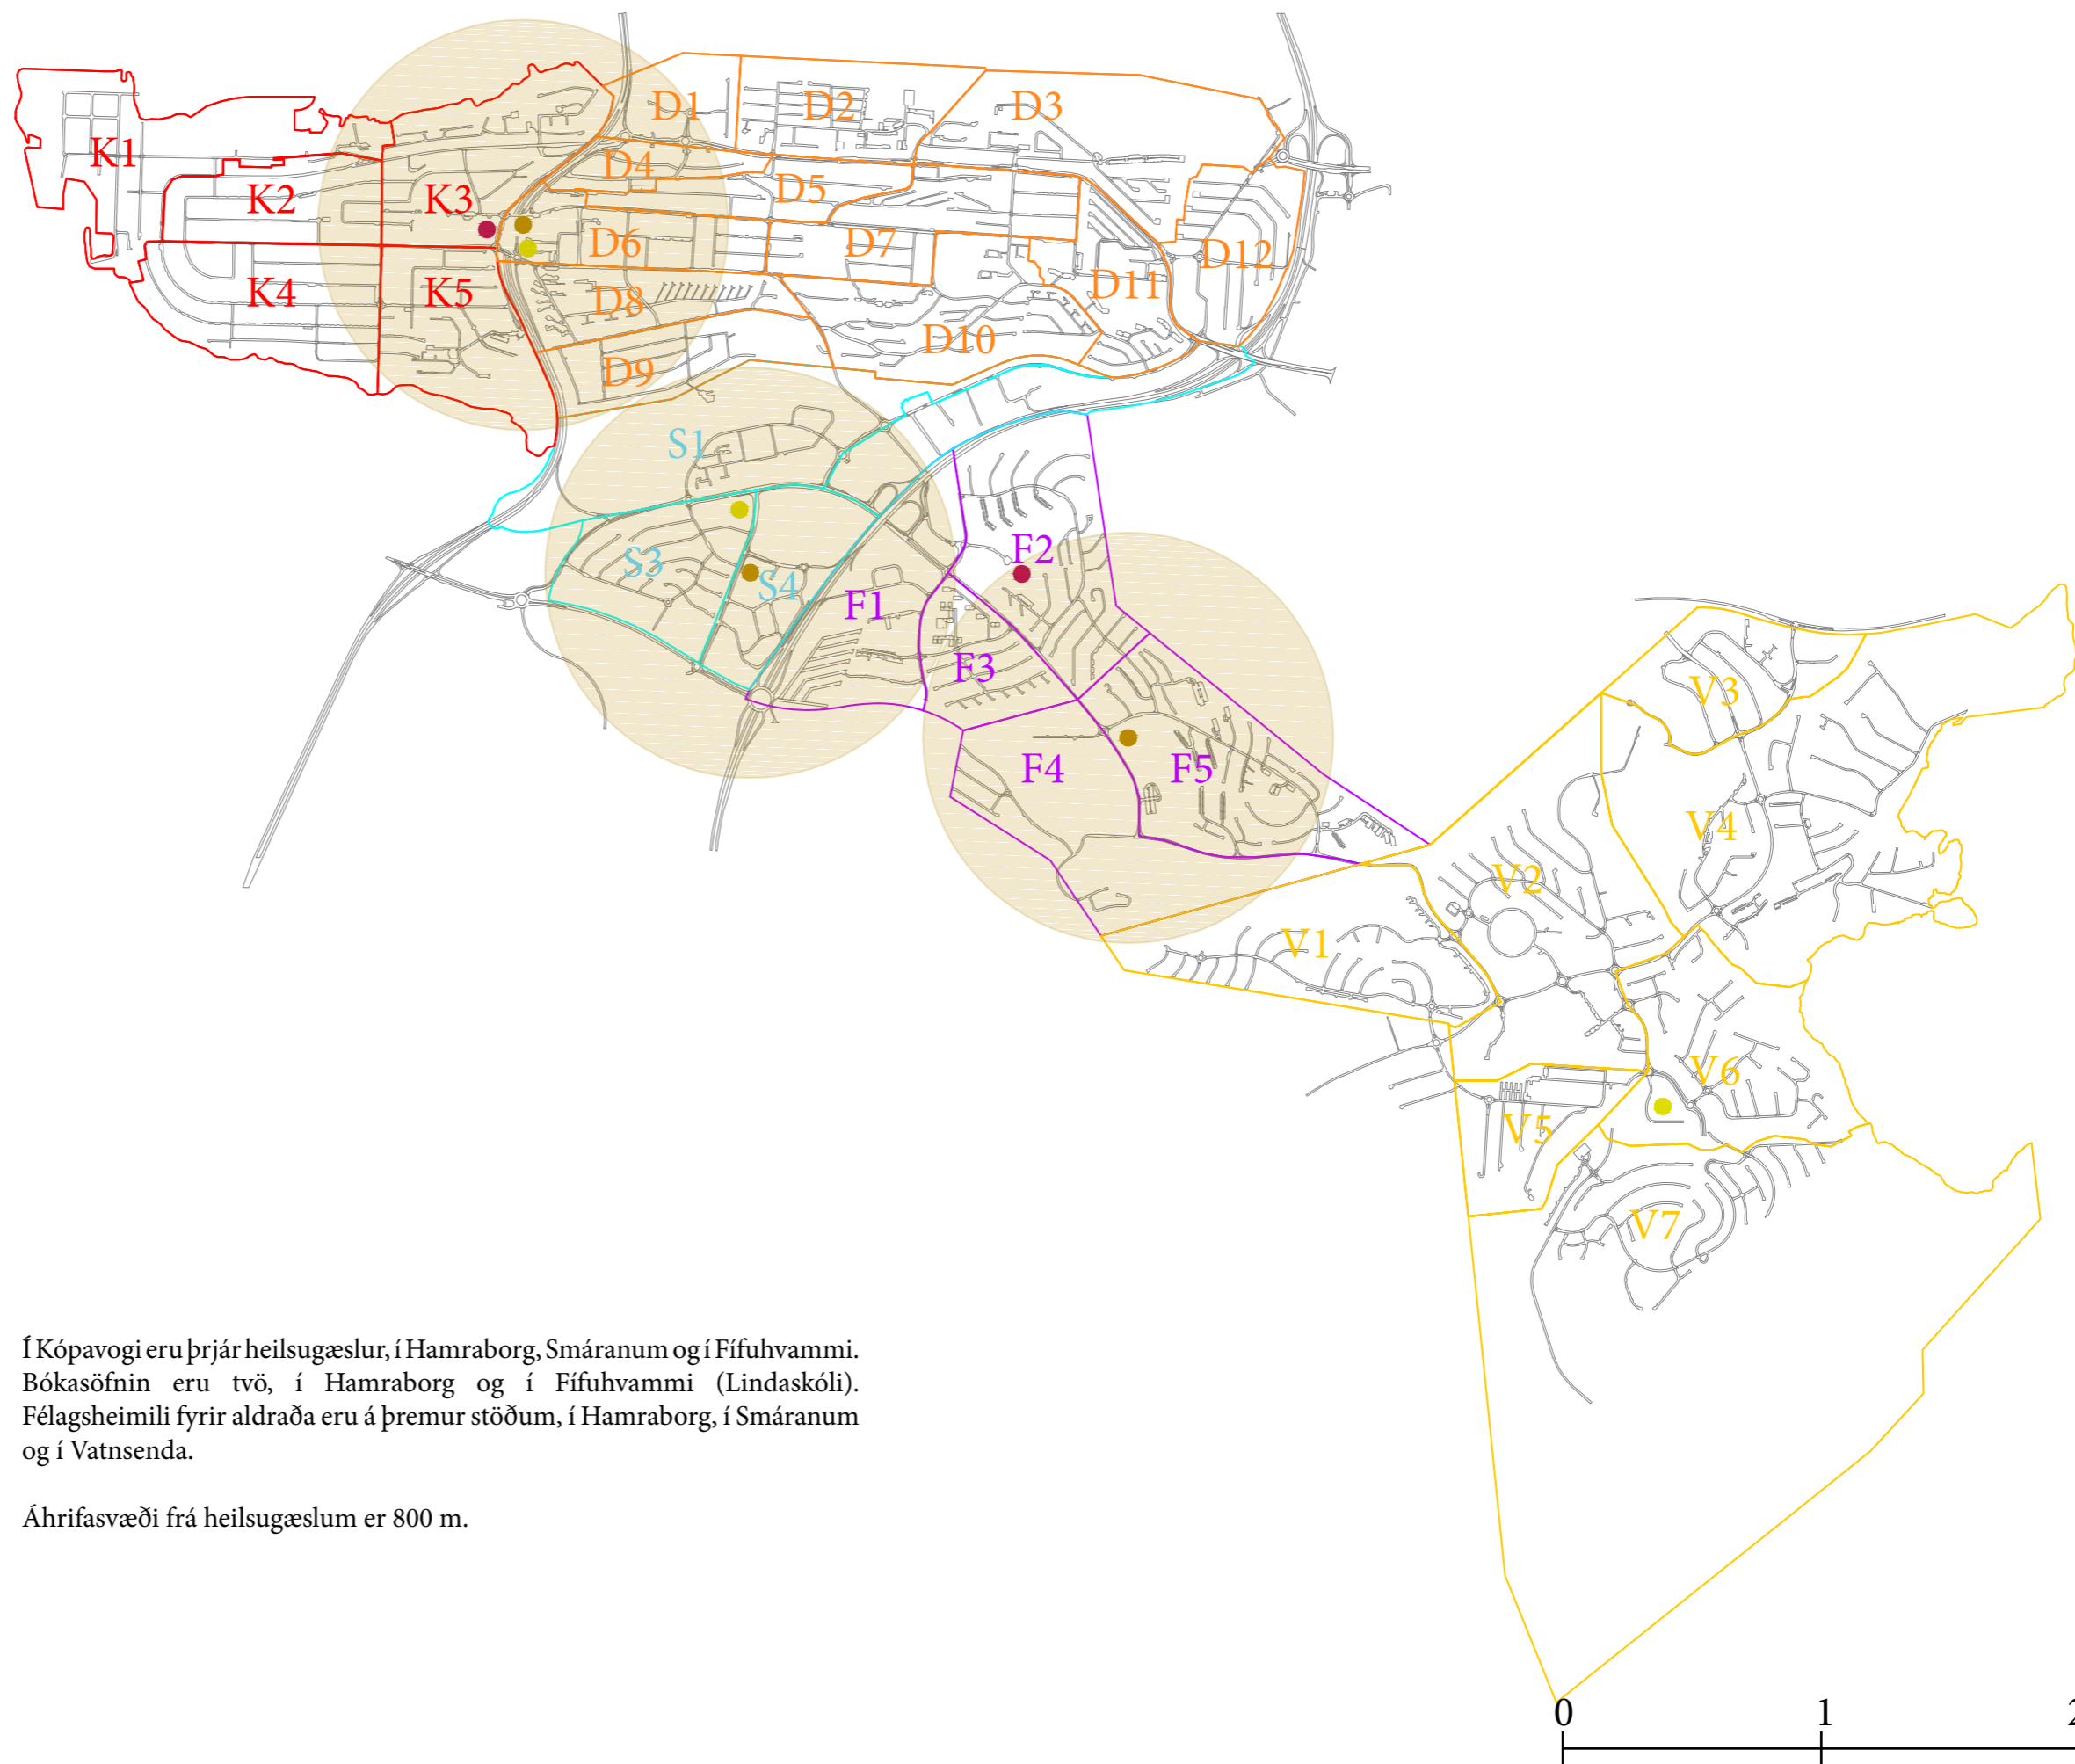 D1
D2
D3
K1
D4
D5
K2
K3
D6
D7
D12
K4
K5
D8
D11
D10
D9
S1
F2
S3
S4
F1
F3
V3
F4
F5
V4
V2
V1
V6
V5
V7
Í Kópavogi eru þrjár heilsugæslur, í Hamraborg, Smáranum og í Fífuhvammi.
Bókasöfnin eru tvö, í Hamraborg og í Fífuhvammi (Lindaskóli).
Félagsheimili fyrir aldraða eru á þremur stöðum, í Hamraborg, í Smáranum
og í Vatnsenda.
Áhrifasvæði frá heilsugæslum er 800 m.
0 1 2